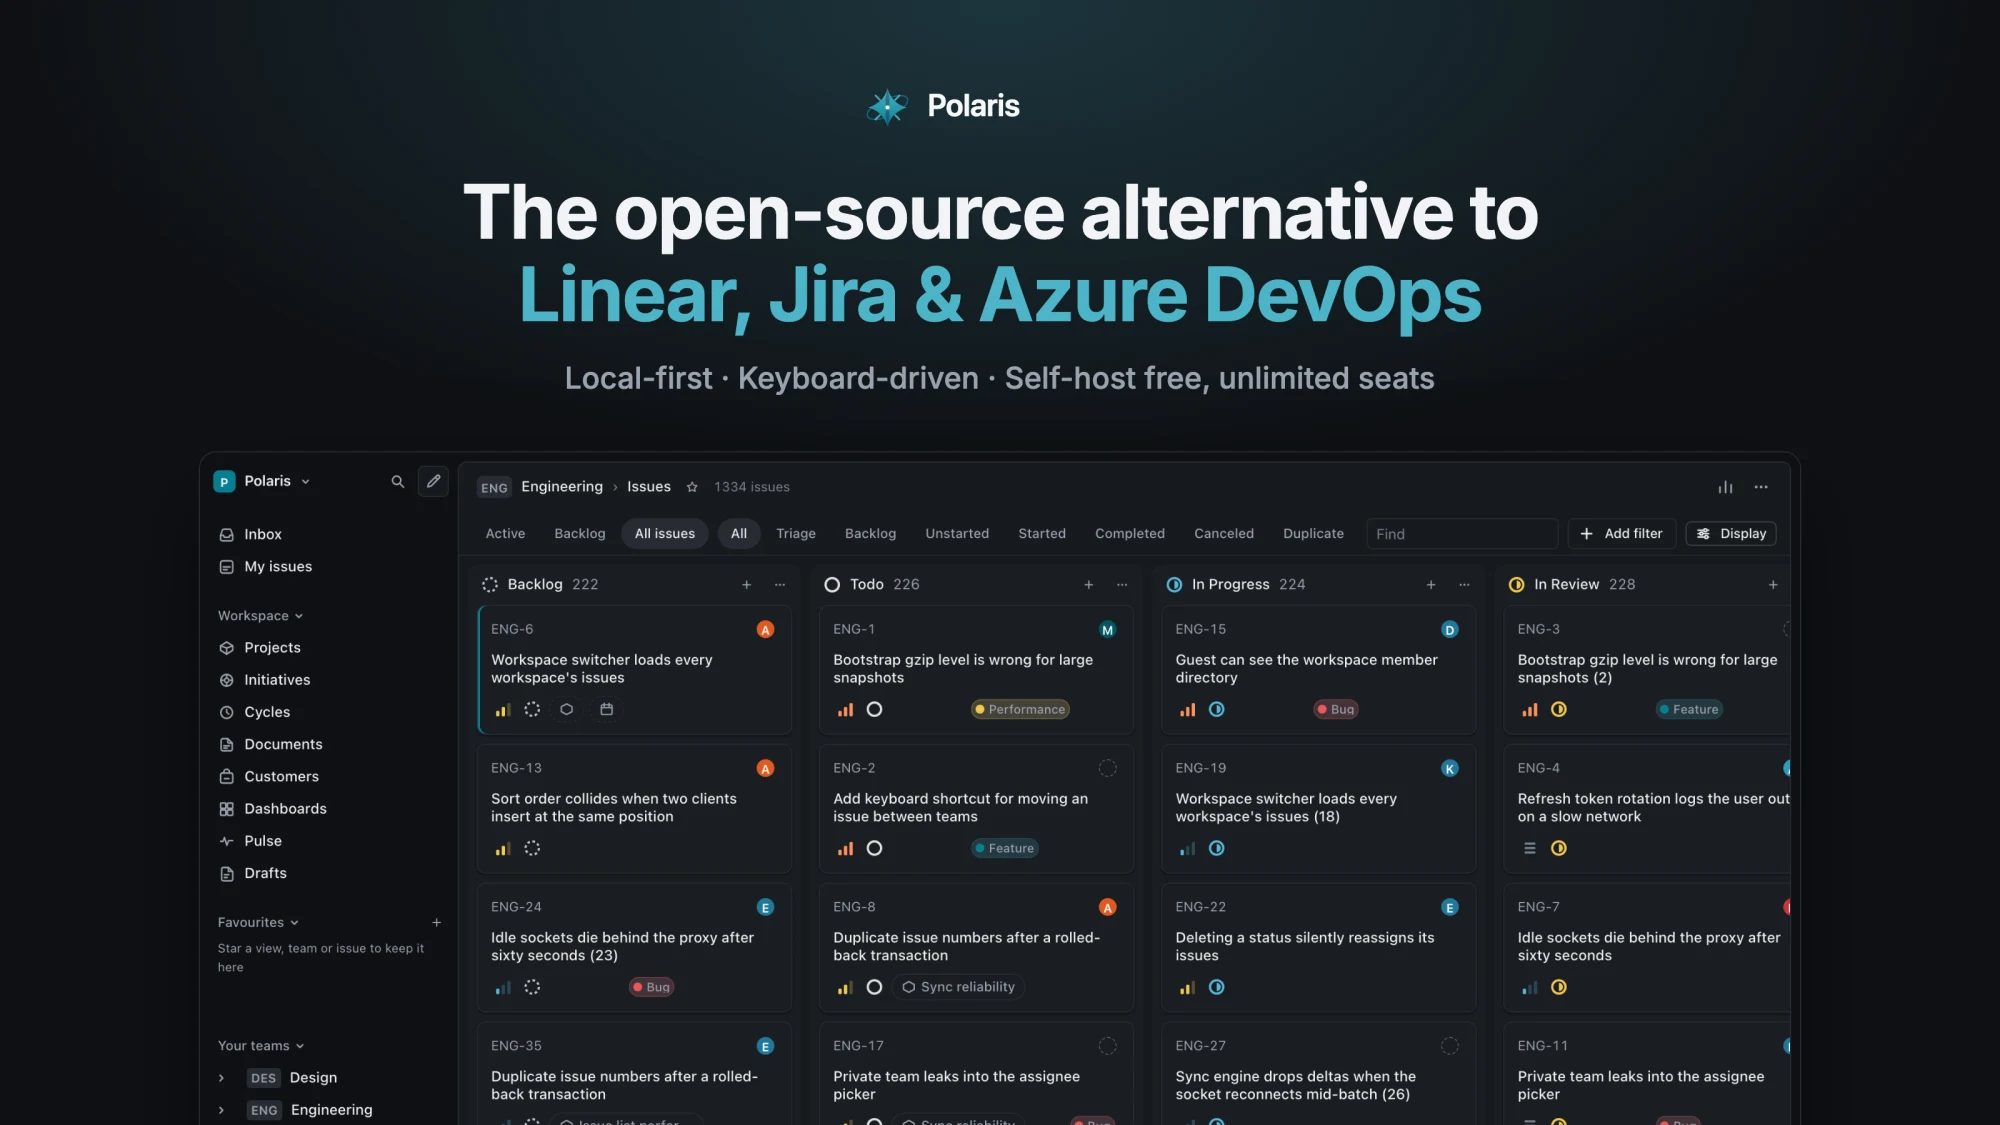 Polaris
The open-source alternative to
Linear, Jira & Azure DevOps
Local-first · Keyboard-driven · Self-host free, unlimited seats
P Polaris
Inbox
My issues
Workspace
Projects
Initiatives
Cycles
Documents
Customers
Dashboards
Pulse
Drafts
Favourites
Star a view, team or issue to keep it
here
Your teams
DES Design
ENG Engineering
ENG Engineering › Issues 1334 issues
Active Backlog All issues All Triage Backlog Unstarted Started Completed Canceled Duplicate Find Add filter Display
Backlog 222
ENG-6 A
Workspace switcher loads every
workspace's issues
ENG-13 A
Sort order collides when two clients
insert at the same position
ENG-24 E
Idle sockets die behind the proxy after
sixty seconds (23)
Bug
ENG-35 E
Duplicate issue numbers after a rolled-
back transaction
Todo 226
ENG-1 M
Bootstrap gzip level is wrong for large
snapshots
Performance
ENG-2
Add keyboard shortcut for moving an
issue between teams
Feature
ENG-8 A
Duplicate issue numbers after a rolled-
back transaction
Sync reliability
ENG-17
Private team leaks into the assignee
picker
Sync reliability Bug
In Progress 224
ENG-15 D
Guest can see the workspace member
directory
Bug
ENG-19 K
Workspace switcher loads every
workspace's issues (18)
ENG-22 E
Deleting a status silently reassigns its
issues
ENG-27
Sync engine drops deltas when the
socket reconnects mid-batch (26)
In Review 228
ENG-3
Bootstrap gzip level is wrong for large
snapshots (2)
Feature
ENG-4
Refresh token rotation logs the user out
on a slow network
ENG-7
Idle sockets die behind the proxy after
sixty seconds
ENG-11
Private team leaks into the assignee
picker
Bug